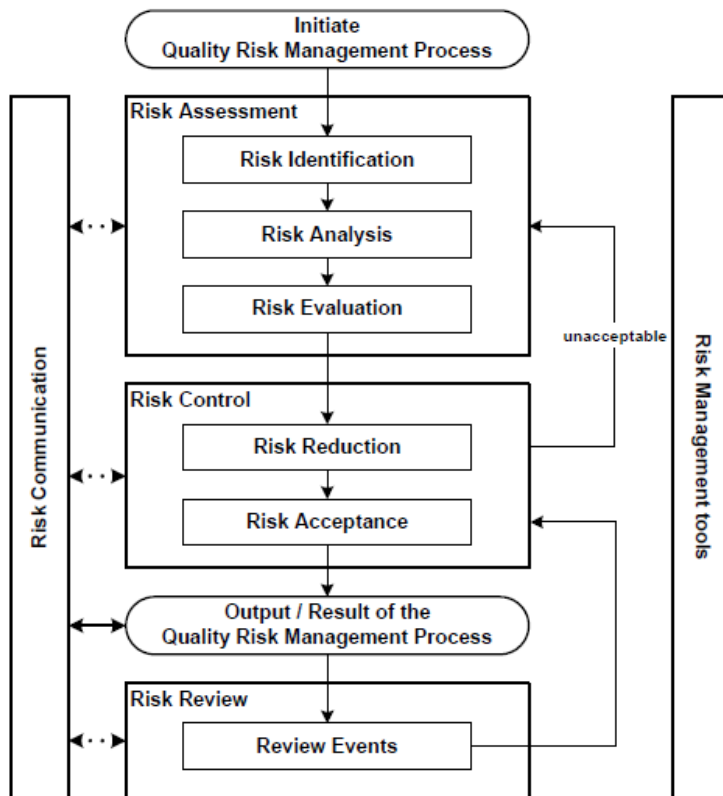 Initiate
Quality Risk Management Process
Risk Assessment
Risk Identification
Risk Analysis
Risk Evaluation
unacceptable
Risk Control
Risk Reduction
Risk Acceptance
Output / Result of the
Quality Risk Management Process
Risk Review
Review Events
Risk Communication
Risk Management tools